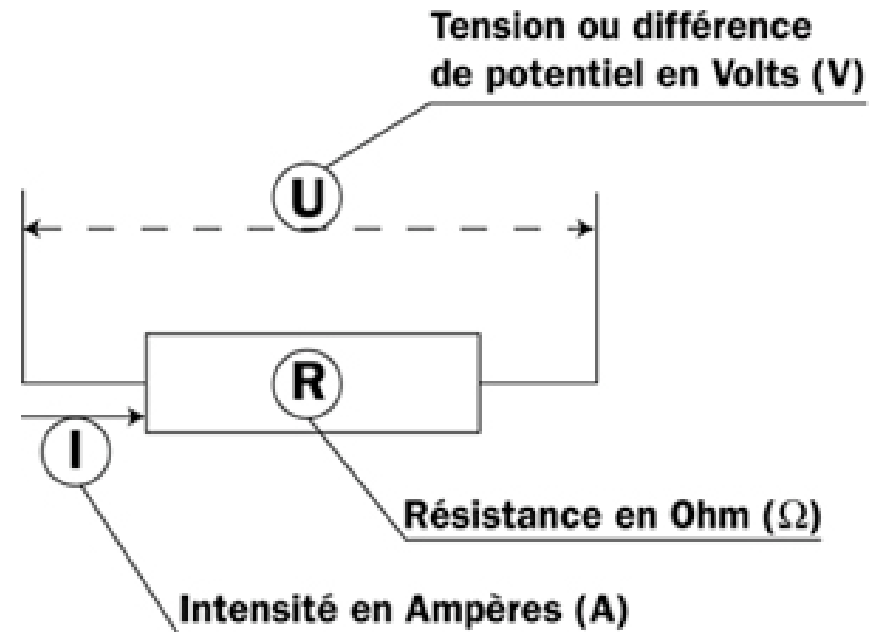 Tension ou différence
de potentiel en Volts (V)
U
R
I
Résistance en Ohm (Ω)
Intensité en Ampères (A)